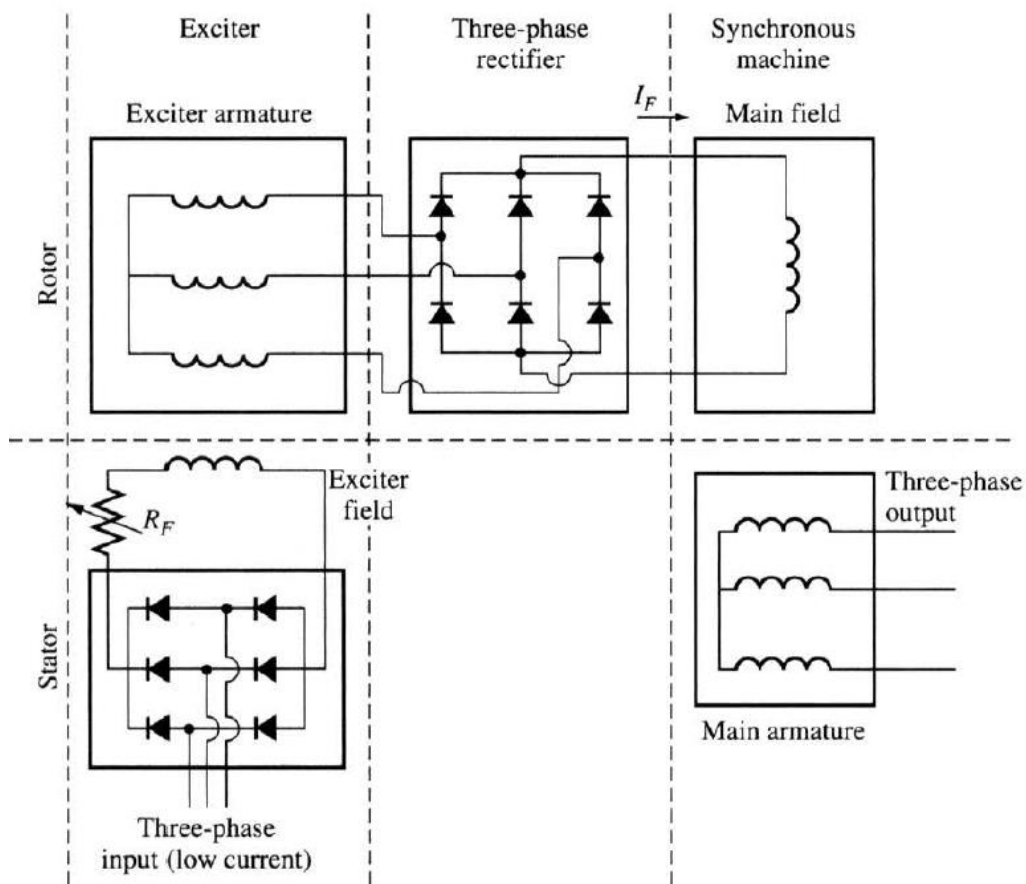 Exciter
Three-phase
rectifier
Synchronous
machine
Exciter armature
I_F
Main field
Rotor
Exciter
field
R_F
Three-phase
output
Stator
Main armature
Three-phase
input (low current)